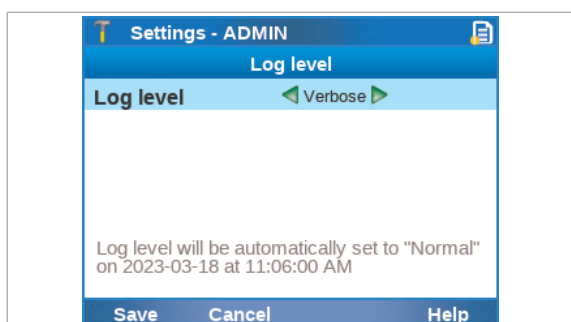 Settings - ADMIN
Log level
Log level Verbose
Log level will be automatically set to "Normal"
on 2023-03-18 at 11:06:00 AM
Save Cancel Help